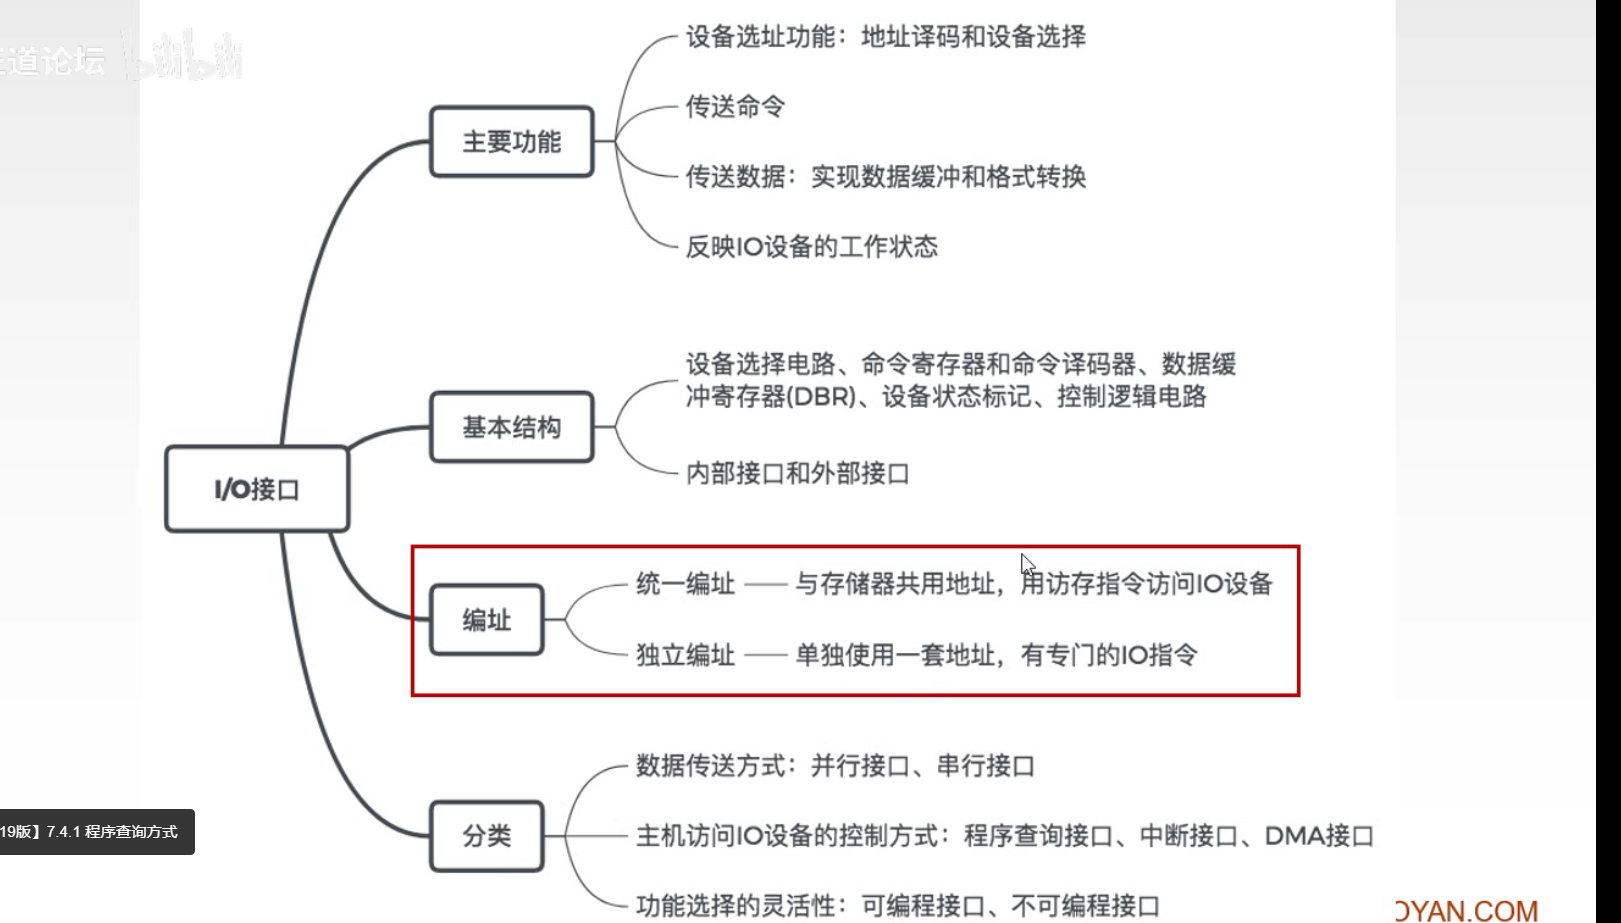 王道论坛 bilibili
设备选址功能：地址译码和设备选择
主要功能
传送命令
传送数据：实现数据缓冲和格式转换
反映IO设备的工作状态
设备选择电路、命令寄存器和命令译码器、数据缓
冲寄存器(DBR)、设备状态标记、控制逻辑电路
基本结构
内部接口和外部接口
I/O接口
统一编址 与存储器共用地址，用访存指令访问IO设备
编址
独立编址 单独使用一套地址，有专门的IO指令
数据传送方式：并行接口、串行接口
19版】7.4.1 程序查询方式
分类
主机访问IO设备的控制方式：程序查询接口、中断接口、DMA接口
功能选择的灵活性：可编程接口、不可编程接口
OYAN.COM